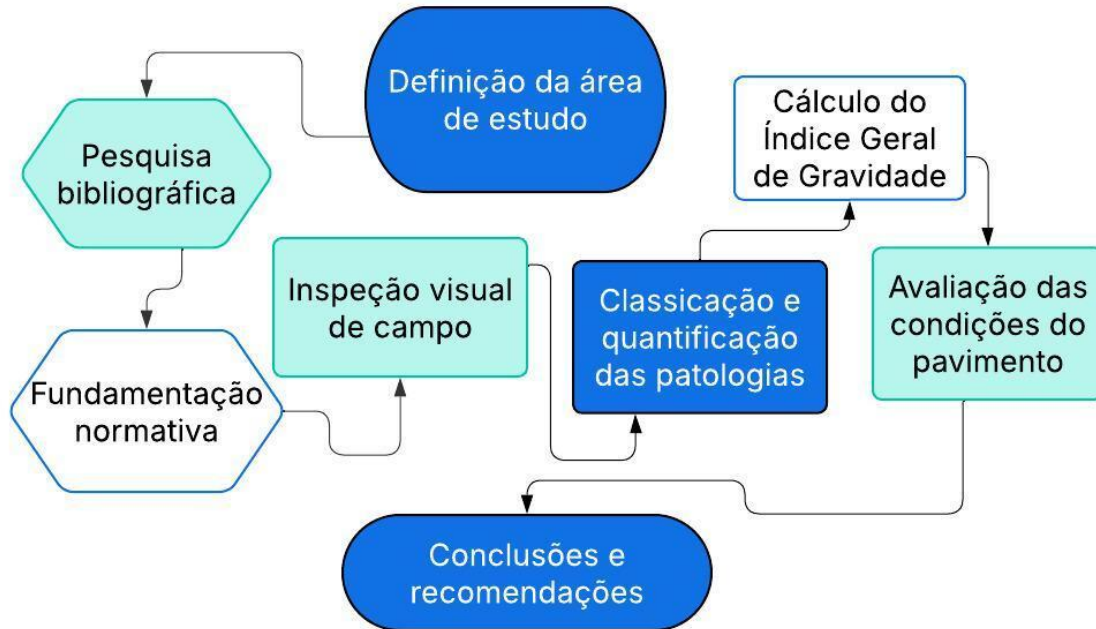 Definição da área
de estudo
Pesquisa
bibliográfica
Fundamentação
normativa
Inspeção visual
de campo
Classicação e
quantificação
das patologias
Cálculo do
Índice Geral
de Gravidade
Avaliação das
condições do
pavimento
Conclusões e
recomendações